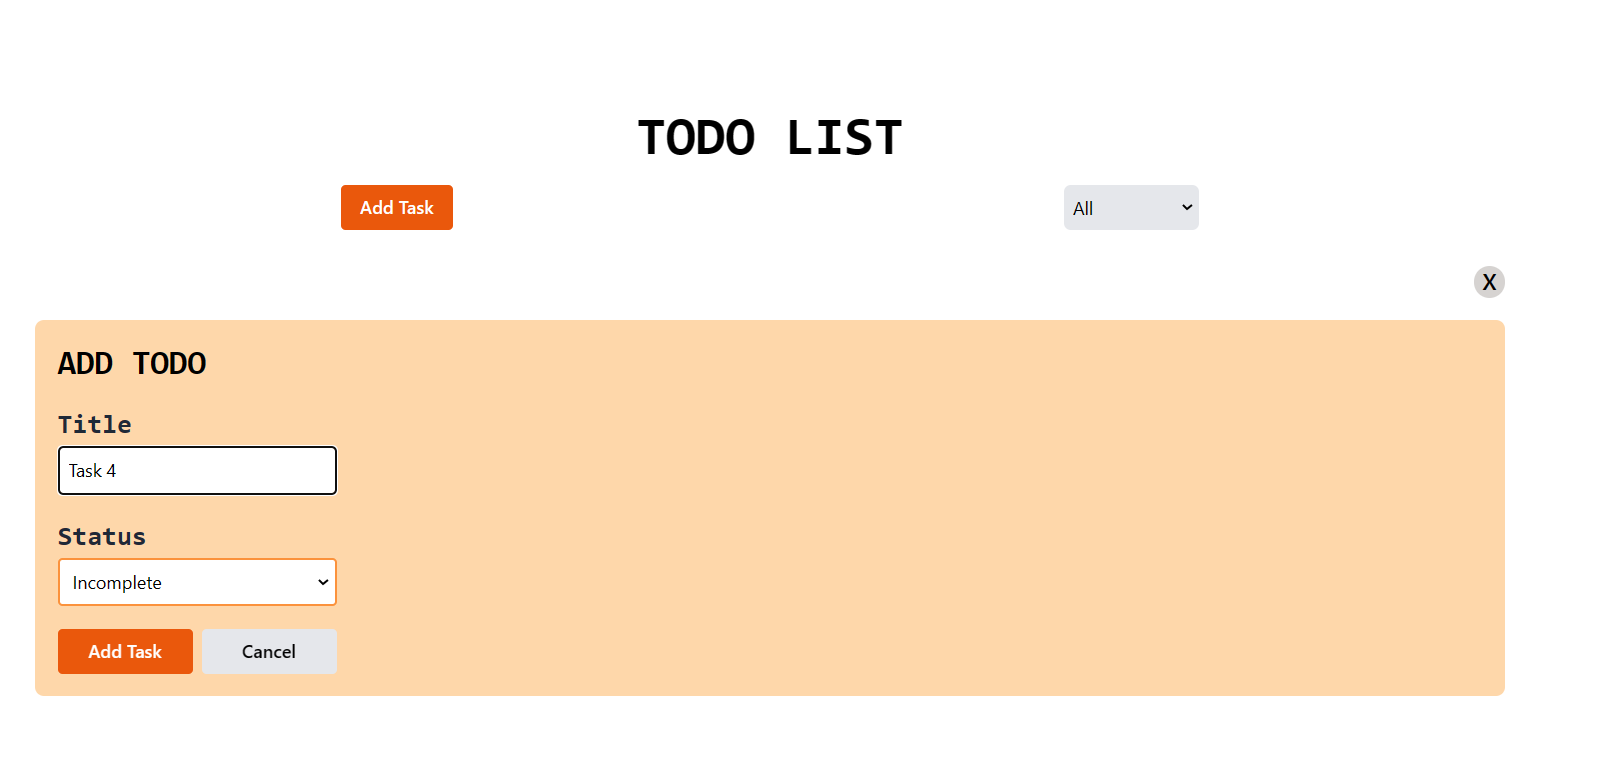 TODO LIST
Add Task
All
X
ADD TODO
Title
Task 4
Status
Incomplete
Add Task Cancel